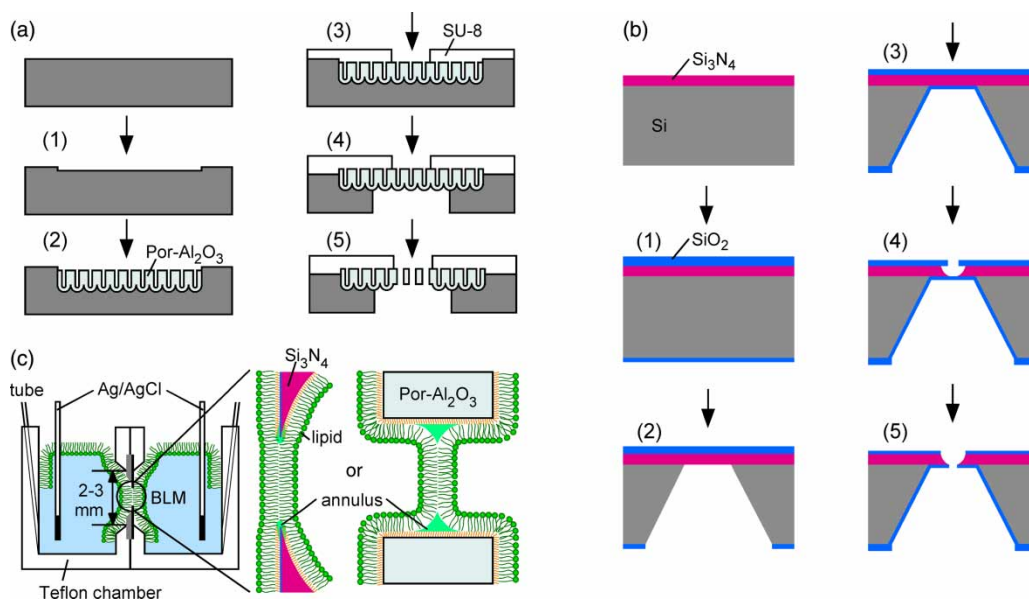 (a)
(1)
(2)
Por-Al₂O₃
(3)
SU-8
(4)
(5)
(b)
Si₃N₄
Si
(1)
SiO₂
(2)
(3)
(4)
(5)
(c)
tube
Ag/AgCl
2-3
mm
BLM
Teflon chamber
Si₃N₄
lipid
or
annulus
Por-Al₂O₃